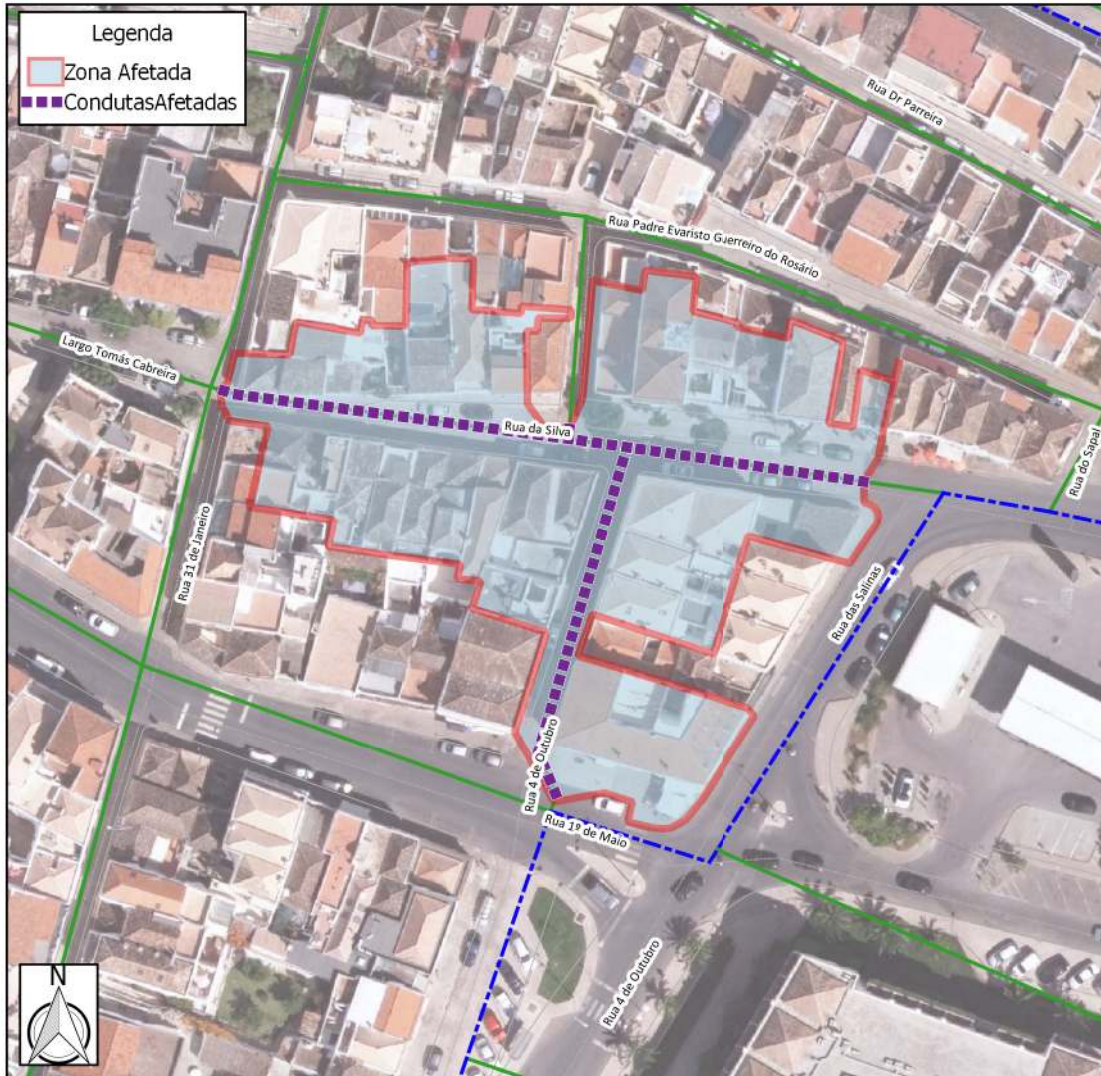 Legenda
Zona Afetada
CondutasAfetadas
Rua Dr Parreira
Rua Padre Evaristo Guerreiro do Rosário
Largo Tomás Cabreira
Rua da Silva
Rua do Sapal
Rua 31 de Janeiro
Rua das Salinas
Rua 4 de Outubro
Rua 1º de Maio
Rua 4 de Outubro
N